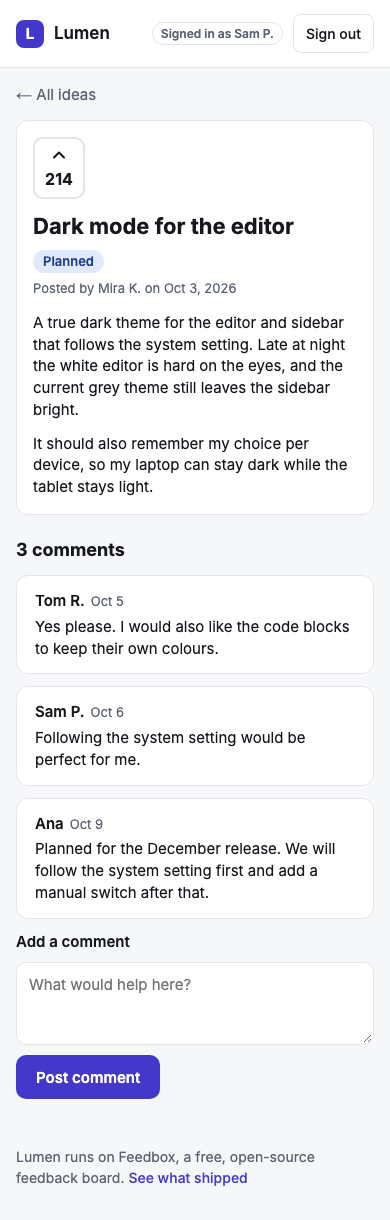 L Lumen Signed in as Sam P. Sign out
← All ideas
214
Dark mode for the editor
Planned
Posted by Mira K. on Oct 3, 2026
A true dark theme for the editor and sidebar
that follows the system setting. Late at night
the white editor is hard on the eyes, and the
current grey theme still leaves the sidebar
bright.
It should also remember my choice per
device, so my laptop can stay dark while the
tablet stays light.
3 comments
Tom R. Oct 5
Yes please. I would also like the code blocks
to keep their own colours.
Sam P. Oct 6
Following the system setting would be
perfect for me.
Ana Oct 9
Planned for the December release. We will
follow the system setting first and add a
manual switch after that.
Add a comment
What would help here?
Post comment
Lumen runs on Feedbox, a free, open-source
feedback board. See what shipped